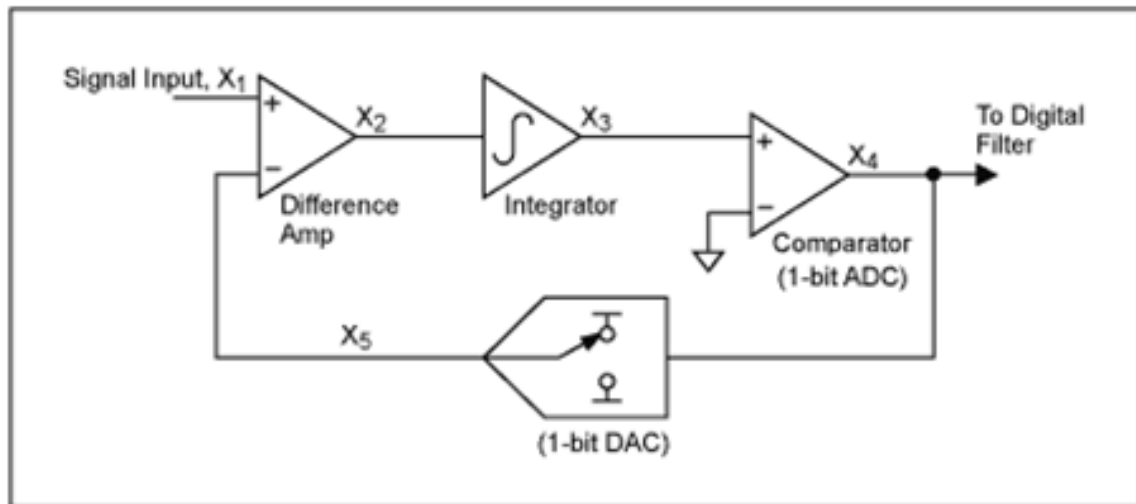 Signal Input, X1
+
−
X2
Difference
Amp
X3
Integrator
+
−
X4
Comparator
(1-bit ADC)
To Digital
Filter
X5
(1-bit DAC)